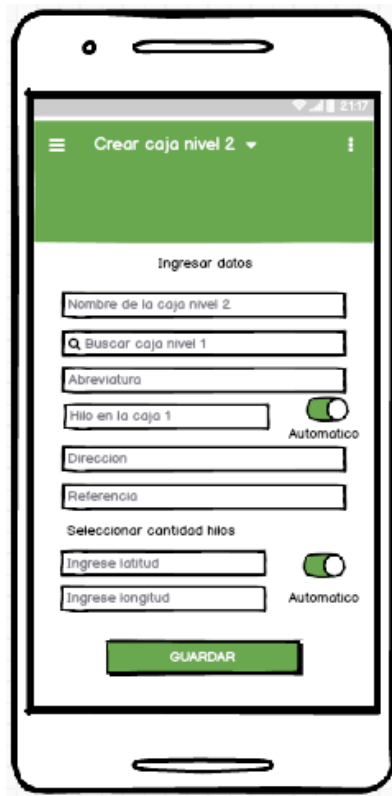 21:17
Crear caja nivel 2
Ingresar datos
Nombre de la caja nivel 2
Buscar caja nivel 1
Abreviatura
Hilo en la caja 1
Automatico
Direccion
Referencia
Seleccionar cantidad hilos
Ingrese latitud
Ingrese longitud
Automatico
GUARDAR